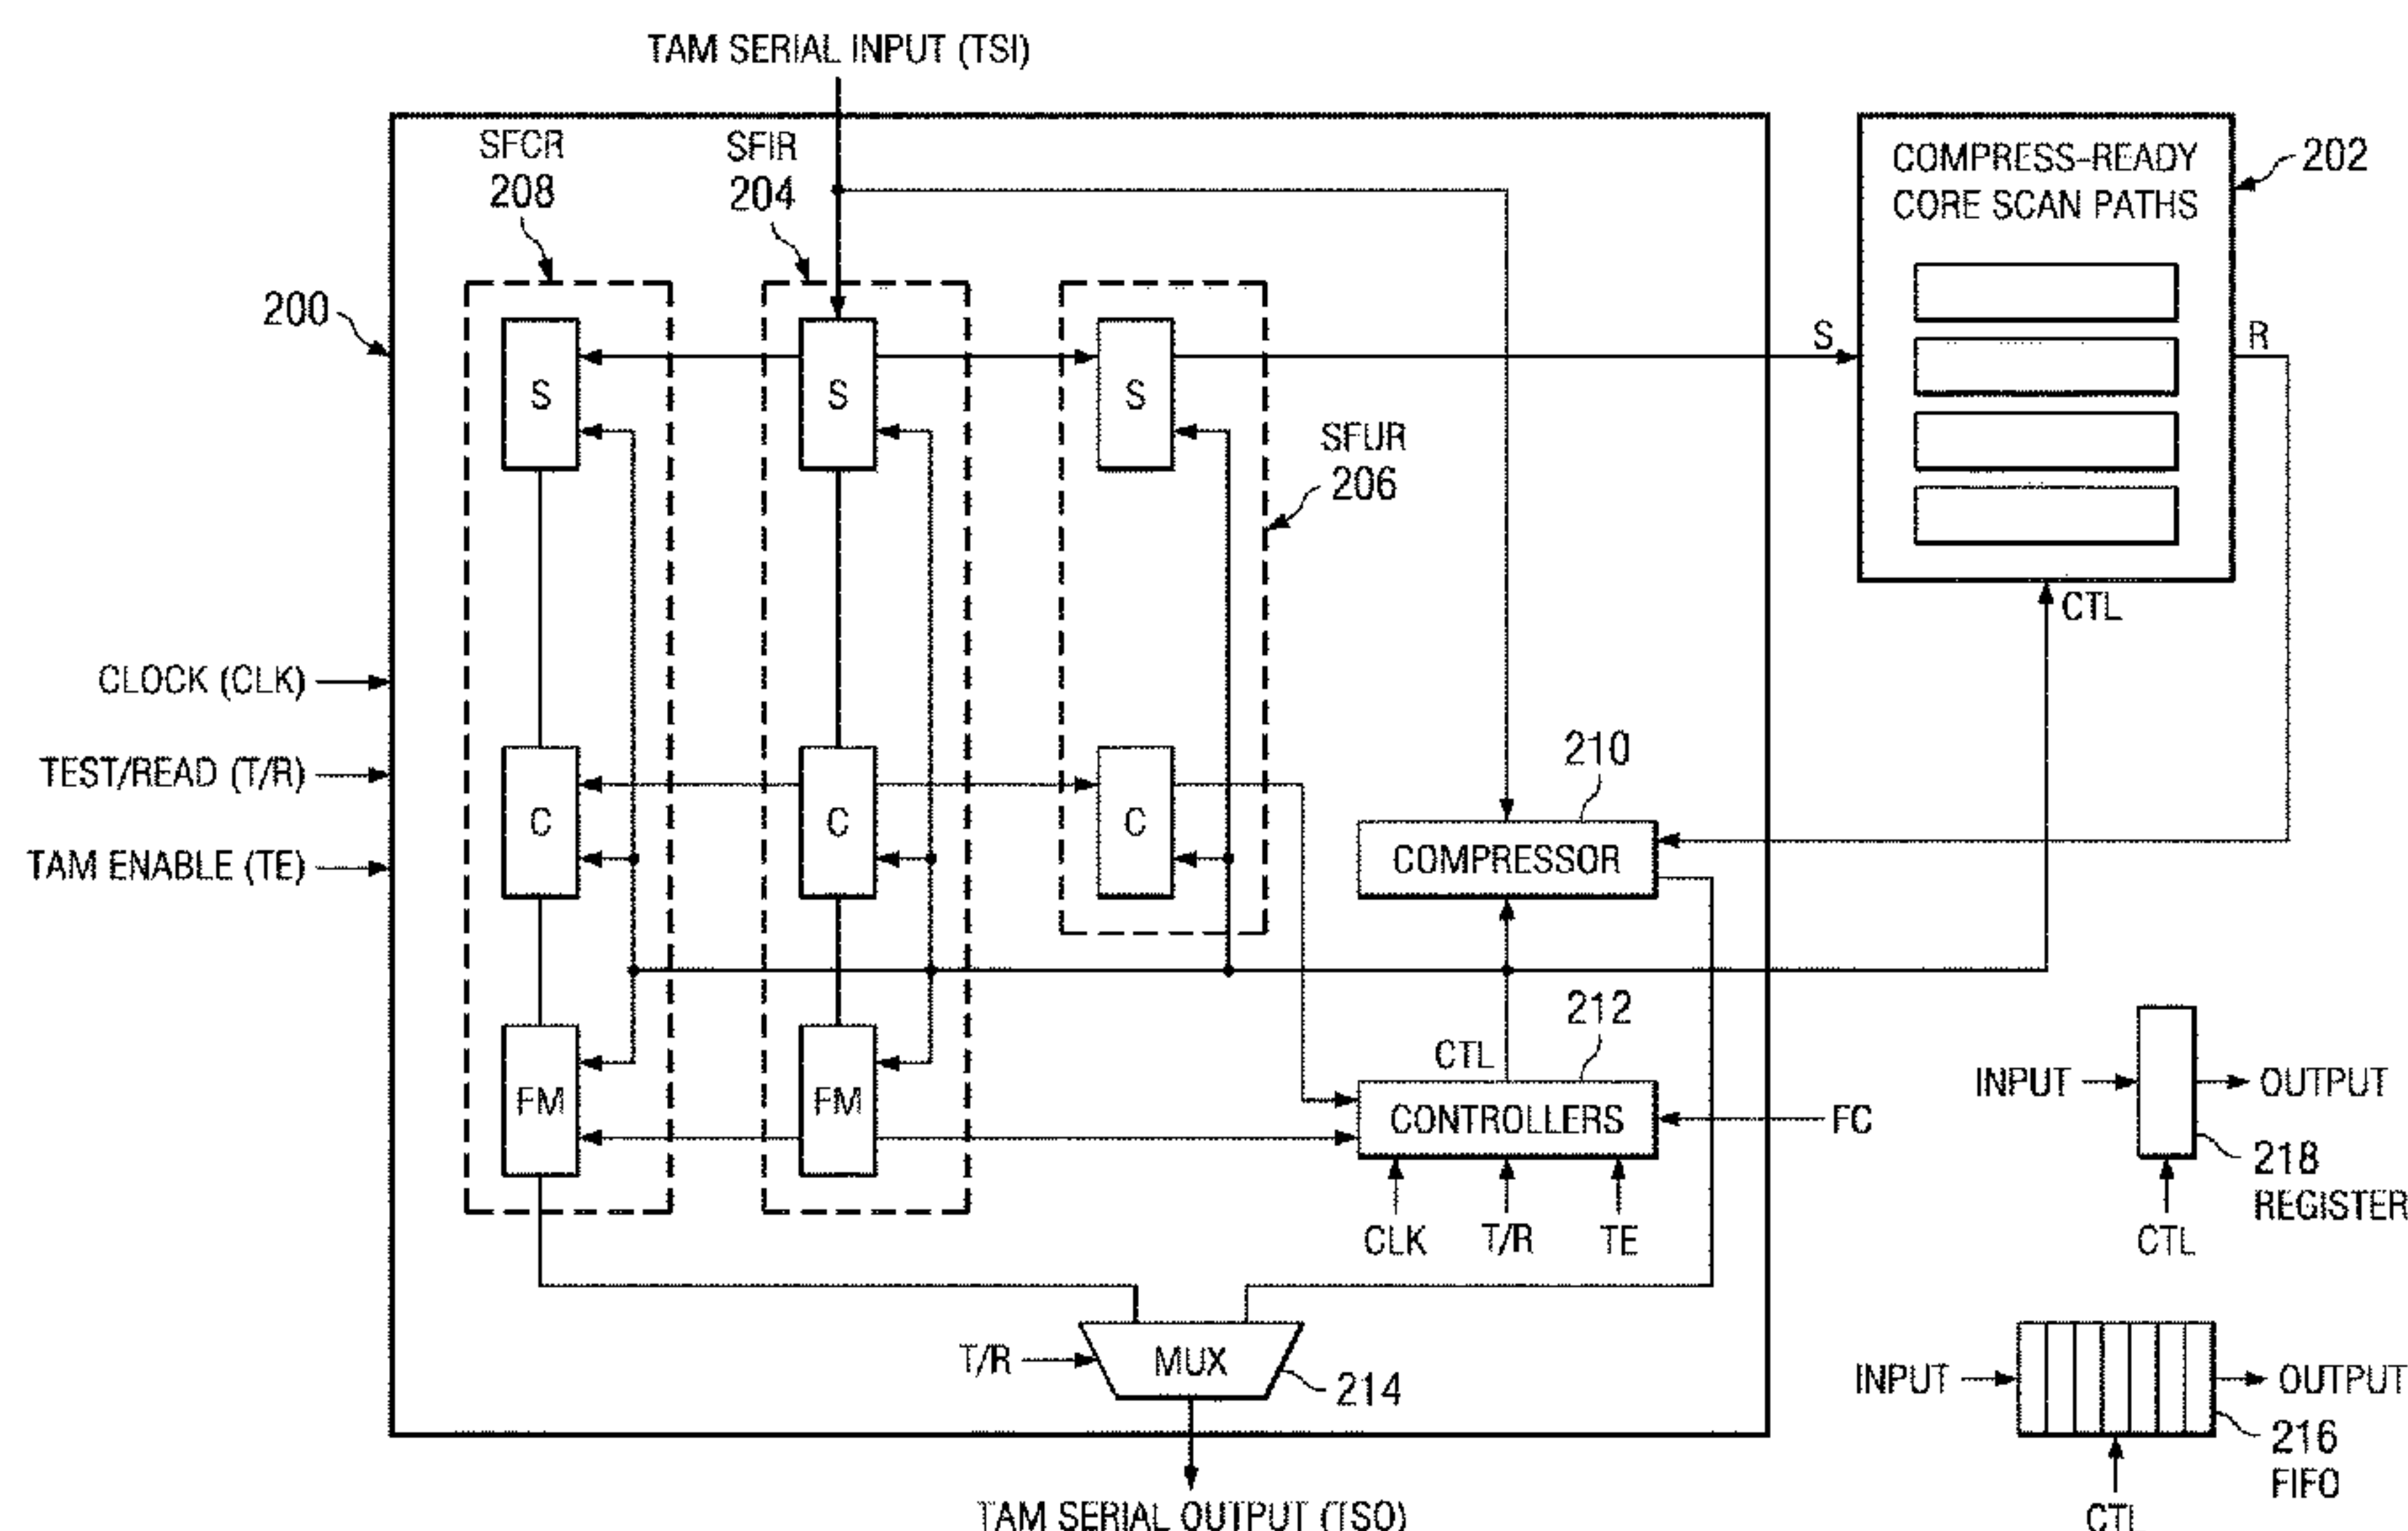 TAM SERIAL INPUT (TSI)
SFCR
208
SFIR
204
COMPRESS-READY
CORE SCAN PATHS
202
200
S
R
S
S
S
SFUR
206
CTL
CLOCK (CLK)
TEST/READ (T/R)
TAM ENABLE (TE)
210
C
C
C
COMPRESSOR
212
CTL
FM
FM
CONTROLLERS
FC
CLK
T/R
TE
INPUT
OUTPUT
218
REGISTER
CTL
T/R
MUX
214
INPUT
OUTPUT
216
FIFO
CTL
TAM SERIAL OUTPUT (TSO)